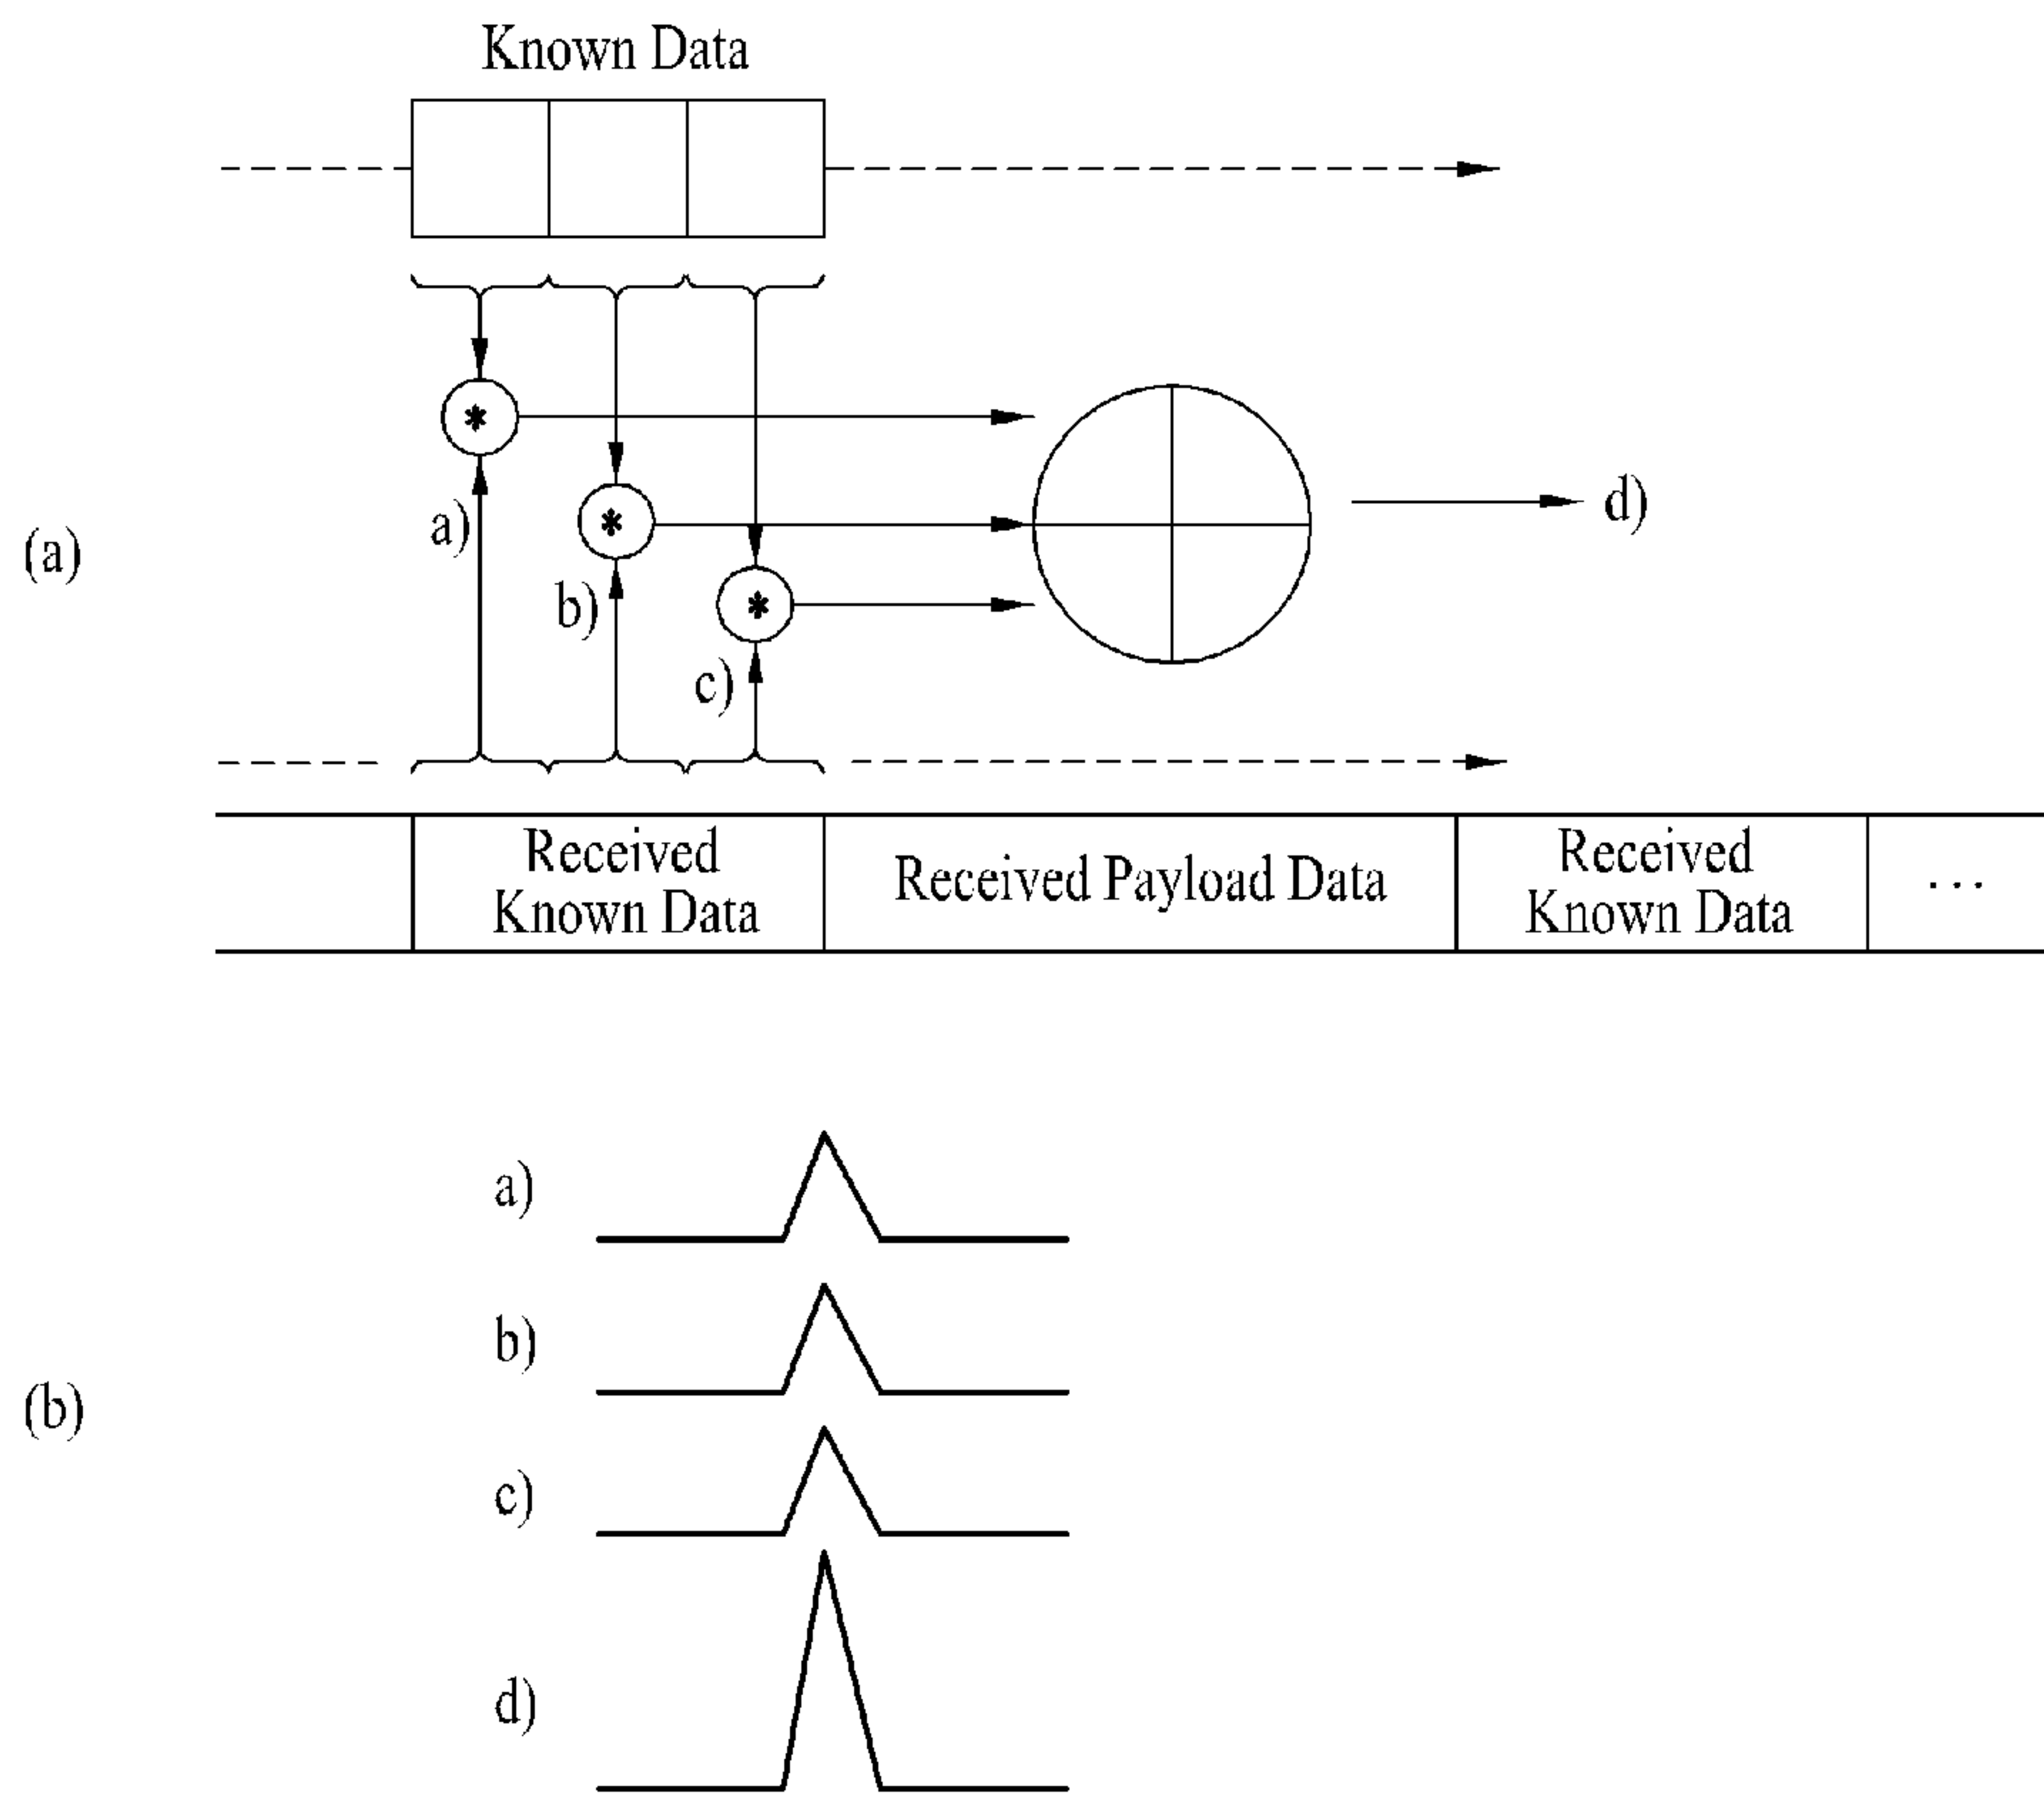 Known Data
*
a)
*
(a)
b)
*
c)
d)
Received
Known Data
Received Payload Data
Received
Known Data
...
a)
b)
(b)
c)
d)